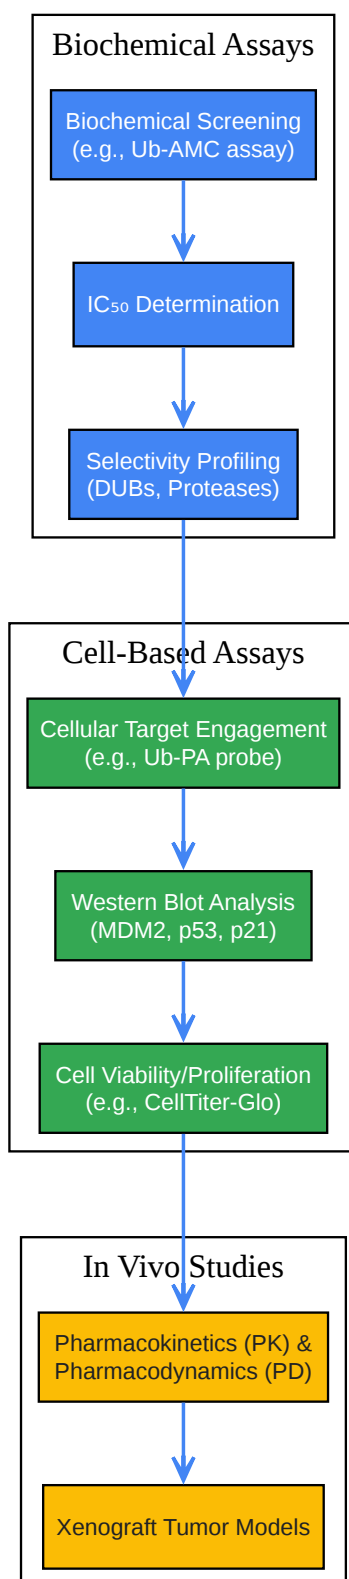 Biochemical Assays
Biochemical Screening
(e.g., Ub-AMC assay)
IC₅₀ Determination
Selectivity Profiling
(DUBs, Proteases)
Cell-Based Assays
Cellular Target Engagement
(e.g., Ub-PA probe)
Western Blot Analysis
(MDM2, p53, p21)
Cell Viability/Proliferation
(e.g., CellTiter-Glo)
In Vivo Studies
Pharmacokinetics (PK) &
Pharmacodynamics (PD)
Xenograft Tumor Models